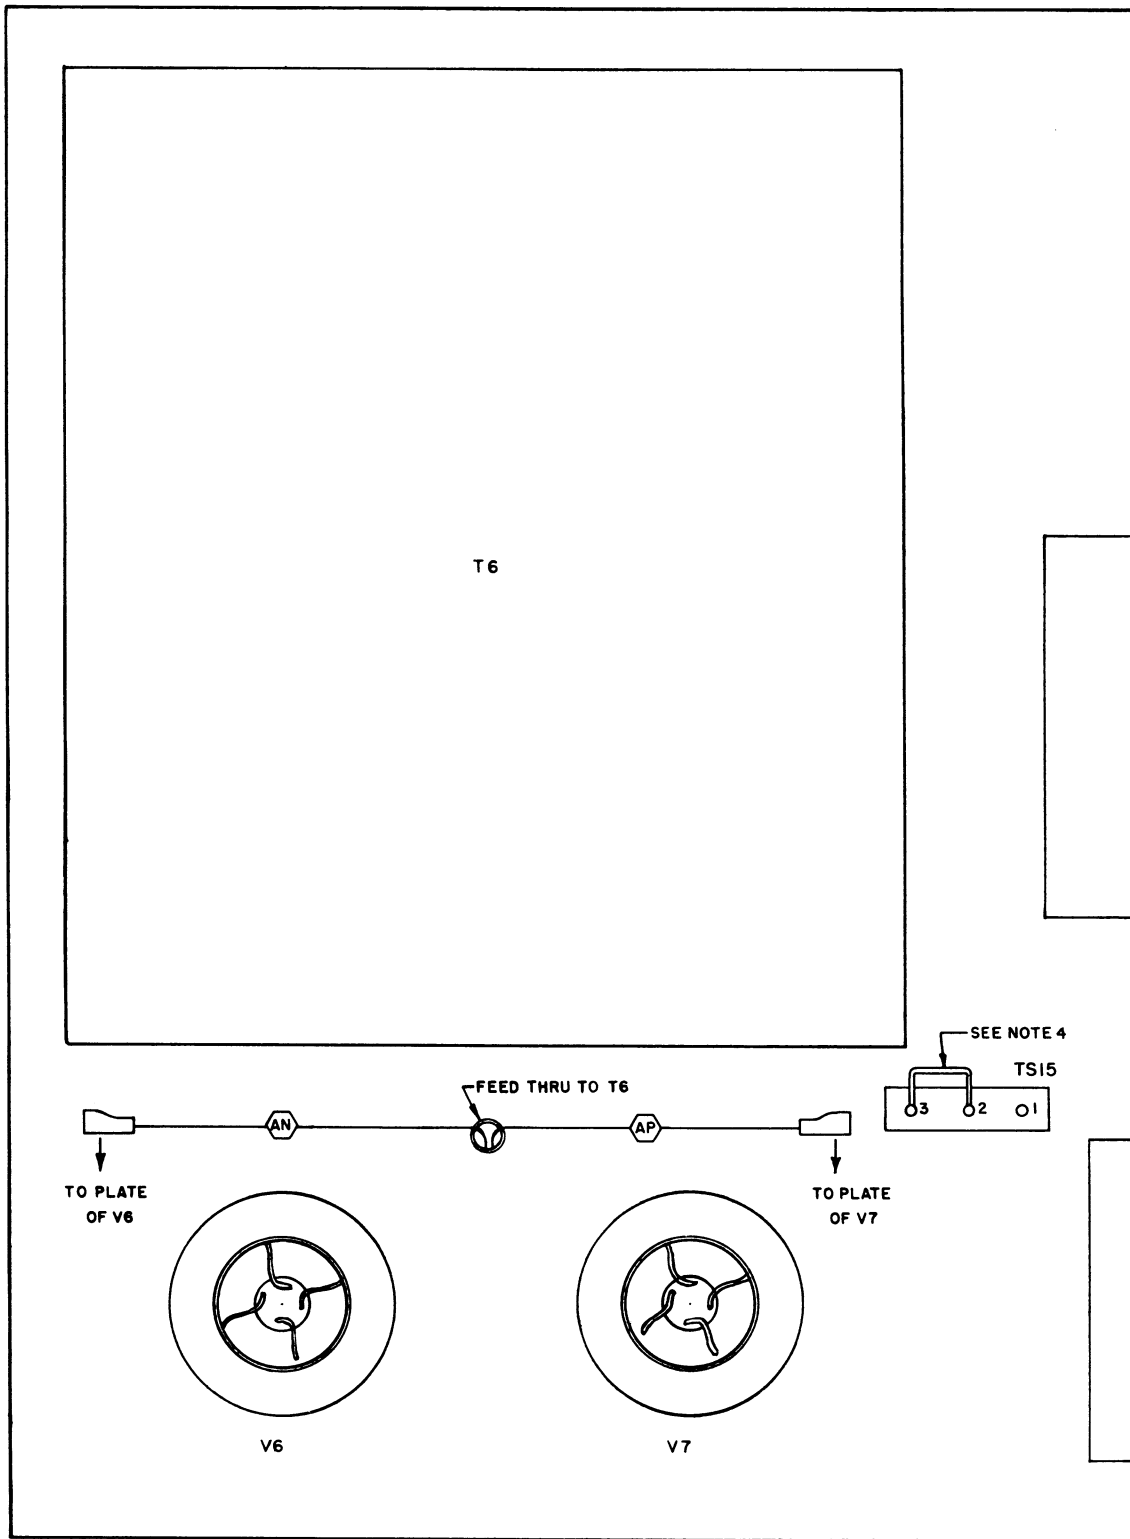 T6
SEE NOTE 4
TS15
3 2 1
FEED THRU TO T6
AN
AP
TO PLATE
OF V6
TO PLATE
OF V7
V6
V7